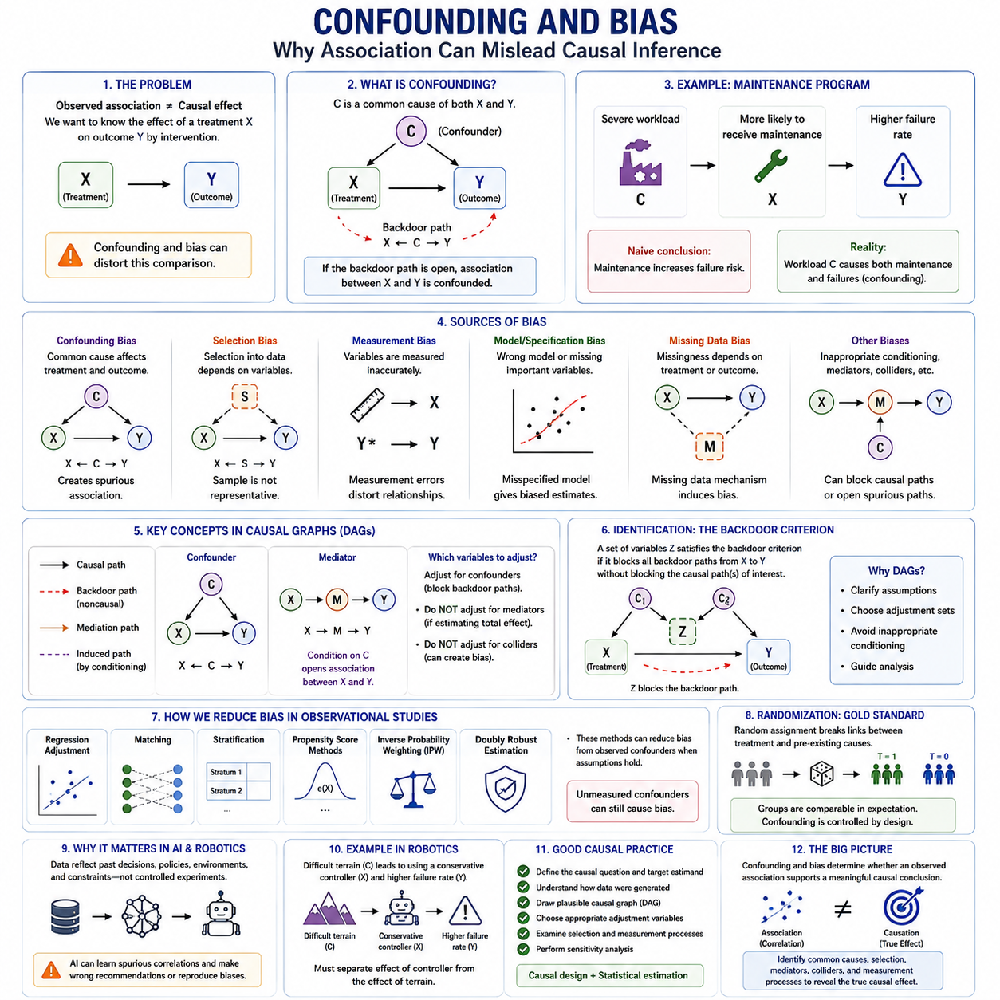 CONFOUNDING AND BIAS
Why Association Can Mislead Causal Inference
1. THE PROBLEM
Observed association ≠ Causal effect
We want to know the effect of a treatment X
on outcome Y by intervention.
X
(Treatment)
Y
(Outcome)
Confounding and bias can
distort this comparison.
2. WHAT IS CONFOUNDING?
C is a common cause of both X and Y.
C
(Confounder)
X
(Treatment)
Y
(Outcome)
Backdoor path
X ← C → Y
If the backdoor path is open, association
between X and Y is confounded.
3. EXAMPLE: MAINTENANCE PROGRAM
Severe workload
C
More likely to
receive maintenance
X
Higher failure
rate
Y
Naive conclusion:
Maintenance increases failure risk.
Reality:
Workload C causes both maintenance
and failures (confounding).
4. SOURCES OF BIAS
Confounding Bias
Common cause affects
treatment and outcome.
C
X
Y
X ← C → Y
Creates spurious
association.
Selection Bias
Selection into data
depends on variables.
S
X
Y
X ← S → Y
Sample is not
representative.
Measurement Bias
Variables are measured
inaccurately.
X
Y* → Y
Measurement errors
distort relationships.
Model/Specification Bias
Wrong model or missing
important variables.
Misspecified model
gives biased estimates.
Missing Data Bias
Missingness depends on
treatment or outcome.
X
Y
M
Missing data mechanism
induces bias.
Other Biases
Inappropriate conditioning,
mediators, colliders, etc.
X
M
Y
C
Can block causal paths
or open spurious paths.
5. KEY CONCEPTS IN CAUSAL GRAPHS (DAGs)
Causal path
Backdoor path
(noncausal)
Mediation path
Induced path
(by conditioning)
Confounder
C
X
Y
X ← C → Y
Mediator
X
M
Y
X → M → Y
Condition on C
opens association
between X and Y.
Which variables to adjust?
Adjust for confounders
(block backdoor paths).
• Do NOT adjust for mediators
(if estimating total effect).
• Do NOT adjust for colliders
(can create bias).
6. IDENTIFICATION: THE BACKDOOR CRITERION
A set of variables Z satisfies the backdoor criterion
if it blocks all backdoor paths from X to Y
without blocking the causal path(s) of interest.
C1
Z
X
(Treatment)
Y
(Outcome)
Z blocks the backdoor path.
Why DAGs?
• Clarify assumptions
• Choose adjustment sets
• Avoid inappropriate
conditioning
• Guide analysis
7. HOW WE REDUCE BIAS IN OBSERVATIONAL STUDIES
Regression
Adjustment
Matching
Stratification
Stratum 1
Stratum 2
...
Propensity Score
Methods
e(X)
...
Inverse Probability
Weighting (IPW)
Doubly Robust
Estimation
• These methods can reduce bias
from observed confounders when
assumptions hold.
Unmeasured confounders
can still cause bias.
8. RANDOMIZATION: GOLD STANDARD
Random assignment breaks links between
treatment and pre-existing causes.
T = 1
T = 0
Groups are comparable in expectation.
Confounding is controlled by design.
9. WHY IT MATTERS IN AI & ROBOTICS
Data reflect past decisions, policies, environments,
and constraints—not controlled experiments.
AI can learn spurious correlations and make
wrong recommendations or reproduce biases.
10. EXAMPLE IN ROBOTICS
Difficult terrain (C) leads to using a conservative
controller (X) and higher failure rate (Y).
Difficult terrain
(C)
Conservative
controller (X)
Higher failure
rate (Y)
Must separate effect of controller from
the effect of terrain.
11. GOOD CAUSAL PRACTICE
Define the causal question and target estimand
Understand how data were generated
Draw plausible causal graph (DAG)
Choose appropriate adjustment variables
Examine selection and measurement processes
Perform sensitivity analysis
Causal design + Statistical estimation
12. THE BIG PICTURE
Confounding and bias determine whether an observed
association supports a meaningful causal conclusion.
≠
Association
(Correlation)
Causation
(True Effect)
Identify common causes, selection,
mediators, colliders, and measurement
processes to reveal the true causal effect.